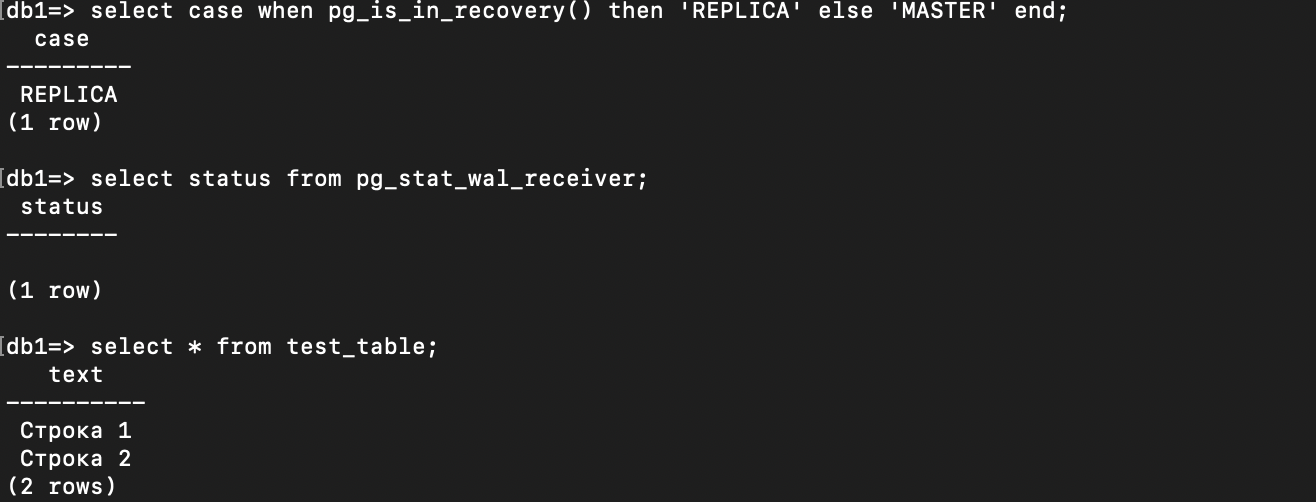 [db1=> select case when pg_is_in_recovery() then 'REPLICA' else 'MASTER' end;
  case
---------
 REPLICA
(1 row)
[db1=> select status from pg_stat_wal_receiver;
 status
--------
(1 row)
[db1=> select * from test_table;
   text
----------
 Строка 1
 Строка 2
(2 rows)